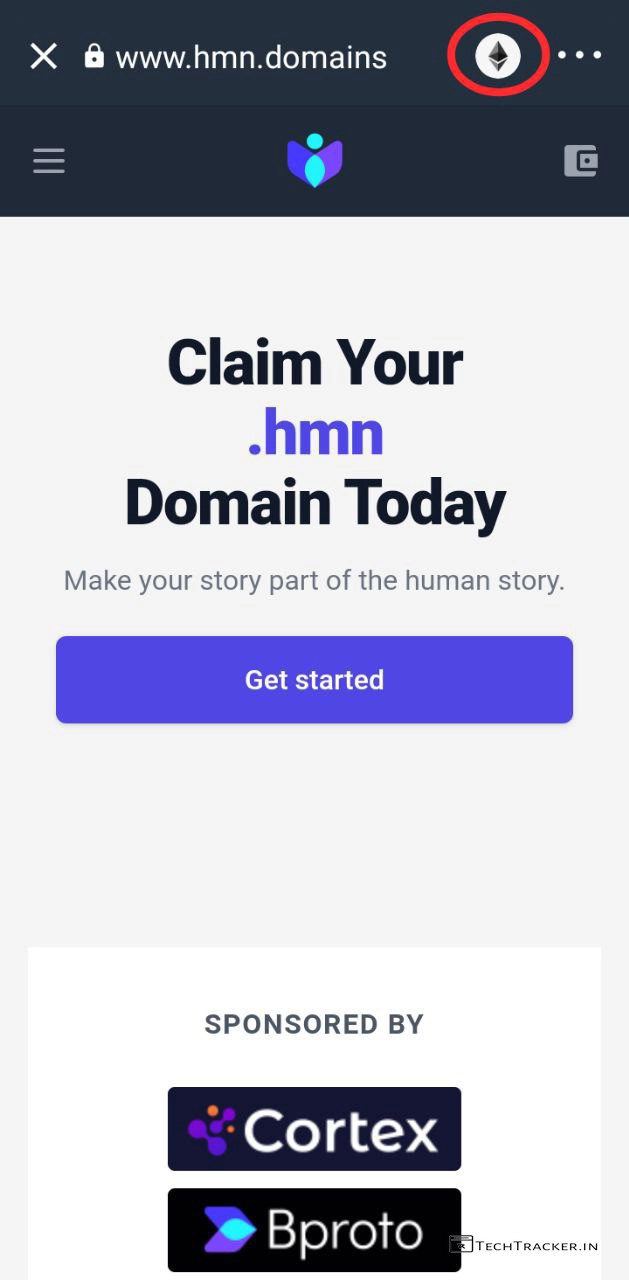 www.hmn.domains
Claim Your
.hmn
Domain Today
Make your story part of the human story.
Get started
SPONSORED BY
Cortex
Bproto
TECHTRACKER.IN